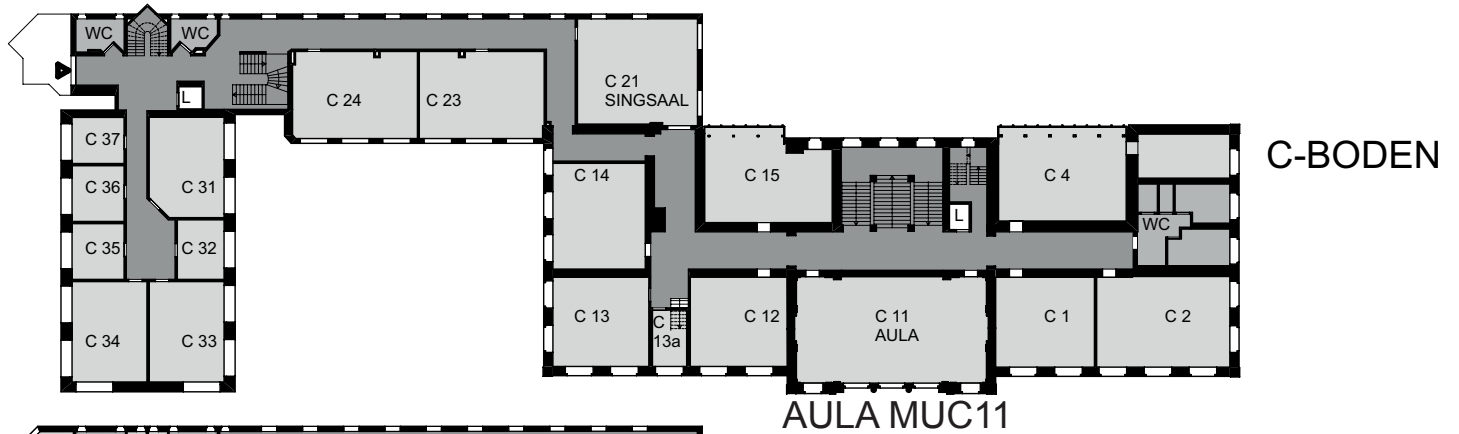 WC
WC
L
C 24
C 23
C 21
SINGSAAL
C 37
C 36
C 31
C 35
C 32
C 34
C 33
C 14
C 15
C 4
L
WC
C 13
C
13a
C 12
C 11
AULA
C 1
C 2
C-BODEN
AULA MUC11